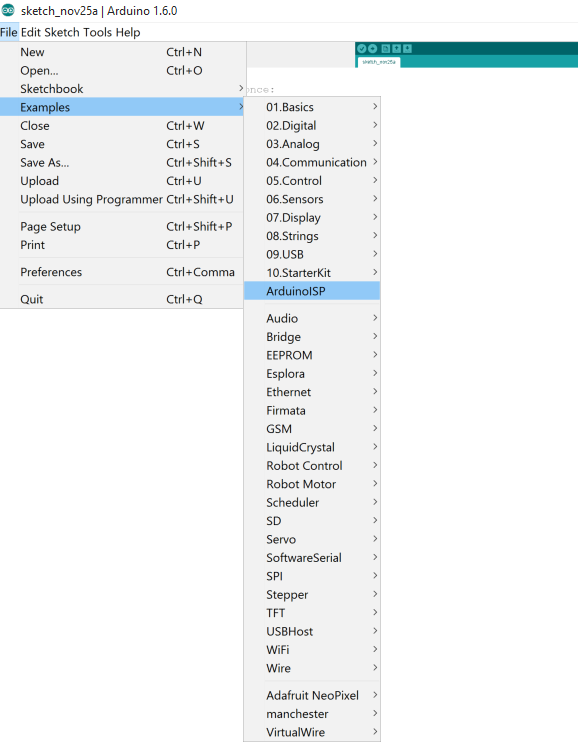 sketch_nov25a | Arduino 1.6.0
File Edit Sketch Tools Help
New Ctrl+N
Open... Ctrl+O
Sketchbook
Examples
Close Ctrl+W
Save Ctrl+S
Save As... Ctrl+Shift+S
Upload Ctrl+U
Upload Using Programmer Ctrl+Shift+U
Page Setup Ctrl+Shift+P
Print Ctrl+P
Preferences Ctrl+Comma
Quit Ctrl+Q
sketch_nov25a
ence:
01.Basics
02.Digital
03.Analog
04.Communication
05.Control
06.Sensors
07.Display
08.Strings
09.USB
10.StarterKit
ArduinoISP
Audio
Bridge
EEPROM
Esplora
Ethernet
Firmata
GSM
LiquidCrystal
Robot Control
Robot Motor
Scheduler
SD
Servo
SoftwareSerial
SPI
Stepper
TFT
USBHost
WiFi
Wire
Adafruit NeoPixel
manchester
VirtualWire